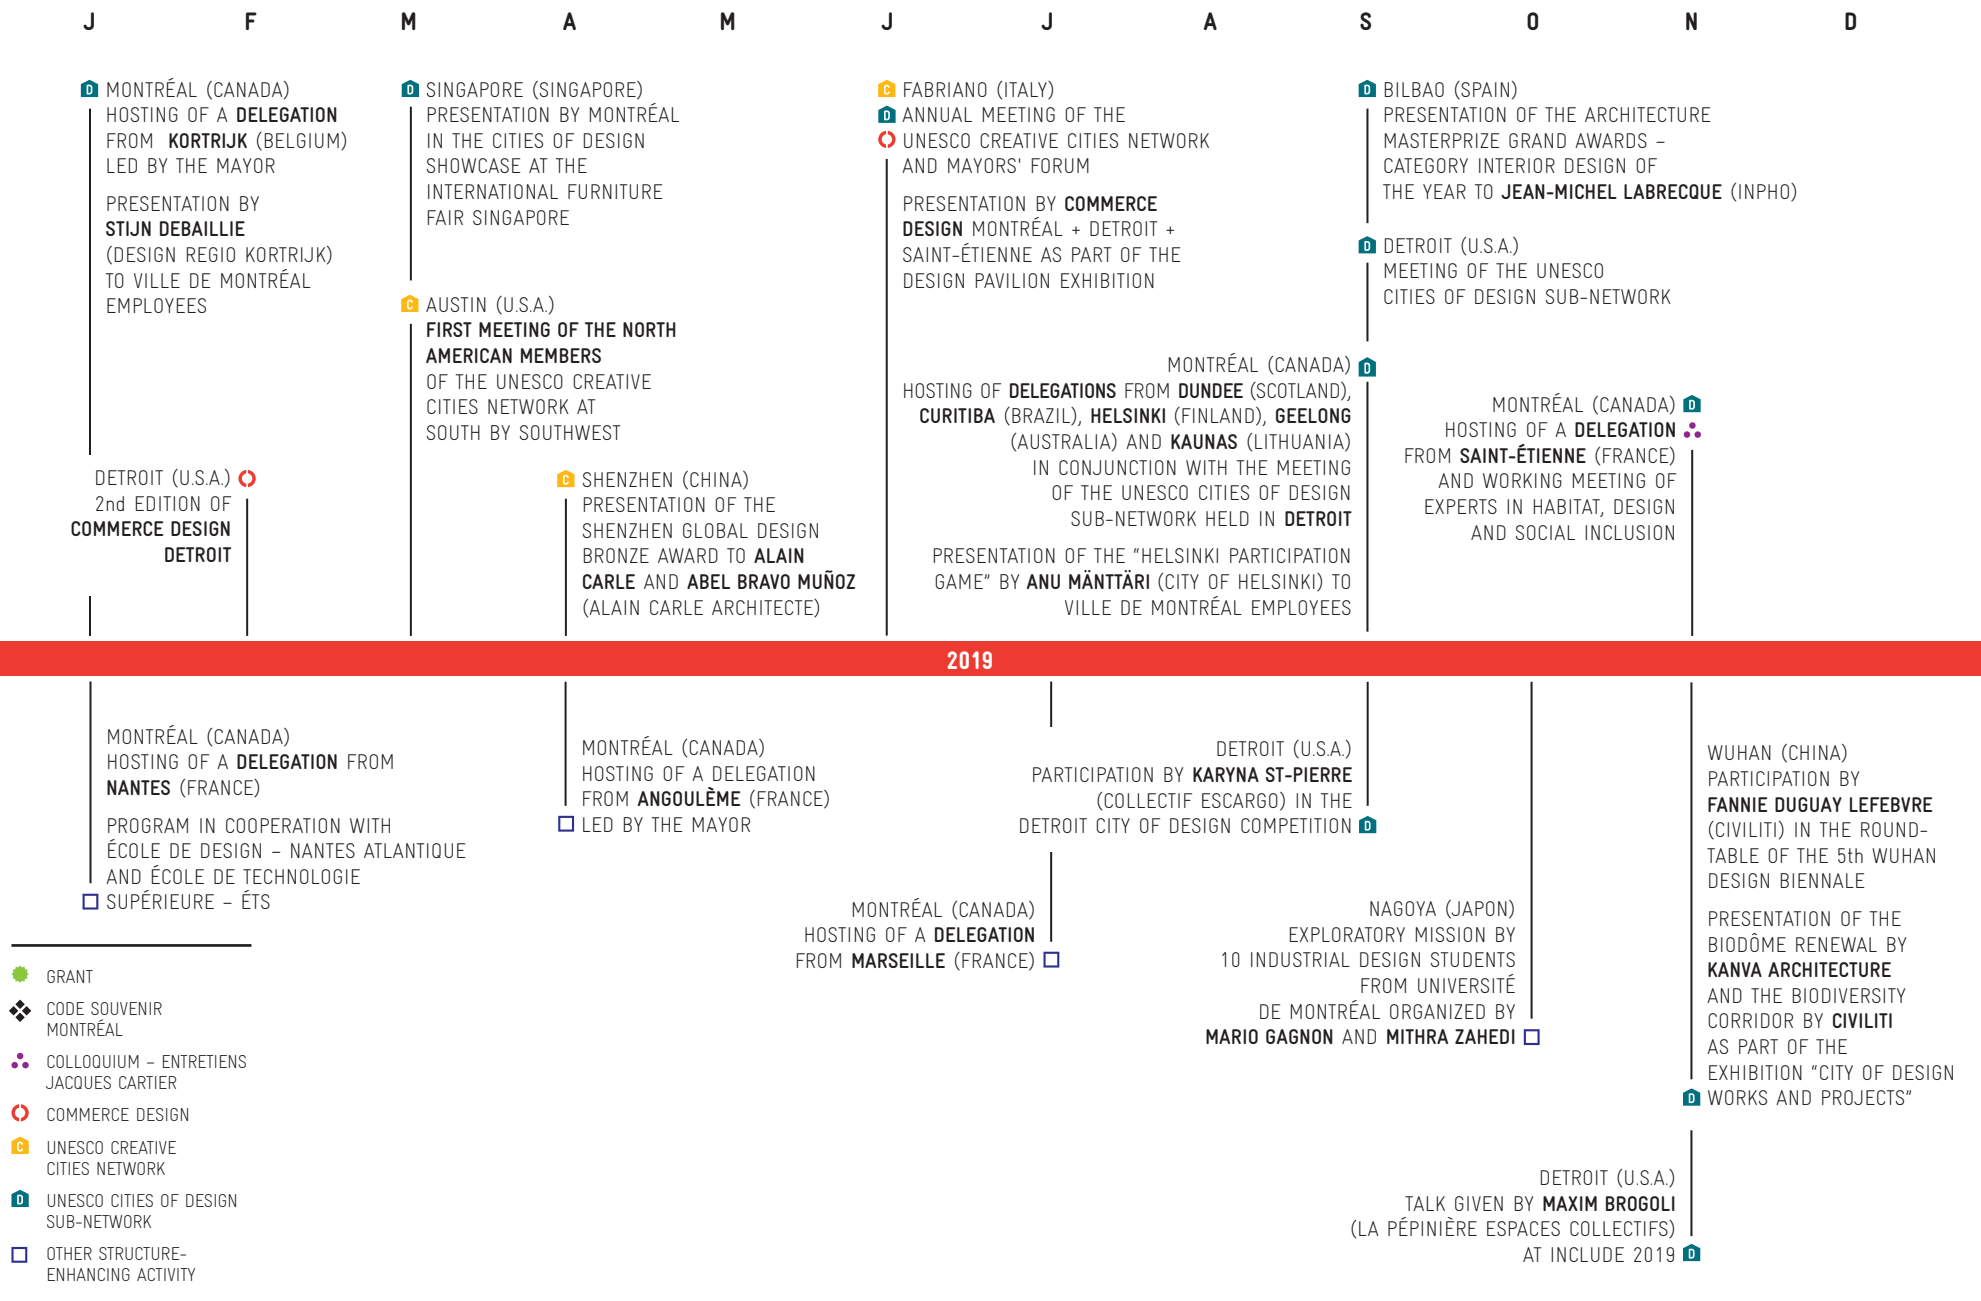 J F M A M J J A S O N D
MONTRÉAL (CANADA)
HOSTING OF A DELEGATION
FROM KORTRIJK (BELGIUM)
LED BY THE MAYOR
PRESENTATION BY
STIJN DEBAILLIE
(DESIGN REGIO KORTRIJK)
TO VILLE DE MONTRÉAL
EMPLOYEES
DETROIT (U.S.A.)
2nd EDITION OF
COMMERCE DESIGN
DETROIT
SINGAPORE (SINGAPORE)
PRESENTATION BY MONTRÉAL
IN THE CITIES OF DESIGN
SHOWCASE AT THE
INTERNATIONAL FURNITURE
FAIR SINGAPORE
AUSTIN (U.S.A.)
FIRST MEETING OF THE NORTH
AMERICAN MEMBERS
OF THE UNESCO CREATIVE
CITIES NETWORK AT
SOUTH BY SOUTHWEST
SHENZHEN (CHINA)
PRESENTATION OF THE
SHENZHEN GLOBAL DESIGN
BRONZE AWARD TO ALAIN
CARLE AND ABEL BRAVO MUÑOZ
(ALAIN CARLE ARCHITECTE)
FABRIANO (ITALY)
ANNUAL MEETING OF THE
UNESCO CREATIVE CITIES NETWORK
AND MAYORS' FORUM
PRESENTATION BY COMMERCE
DESIGN MONTRÉAL + DETROIT +
SAINT-ÉTIENNE AS PART OF THE
DESIGN PAVILION EXHIBITION
BILBAO (SPAIN)
PRESENTATION OF THE ARCHITECTURE
MASTERPRIZE GRAND AWARDS –
CATEGORY INTERIOR DESIGN OF
THE YEAR TO JEAN-MICHEL LABRECQUE (INPHO)
DETROIT (U.S.A.)
MEETING OF THE UNESCO
CITIES OF DESIGN SUB-NETWORK
MONTRÉAL (CANADA)
HOSTING OF DELEGATIONS FROM DUNDEE (SCOTLAND),
CURITIBA (BRAZIL), HELSINKI (FINLAND), GEELONG
(AUSTRALIA) AND KAUNAS (LITHUANIA)
IN CONJUNCTION WITH THE MEETING
OF THE UNESCO CITIES OF DESIGN
SUB-NETWORK HELD IN DETROIT
PRESENTATION OF THE "HELSINKI PARTICIPATION
GAME" BY ANU MÄNTTÄRI (CITY OF HELSINKI) TO
VILLE DE MONTRÉAL EMPLOYEES
MONTRÉAL (CANADA)
HOSTING OF A DELEGATION
FROM SAINT-ÉTIENNE (FRANCE)
AND WORKING MEETING OF
EXPERTS IN HABITAT, DESIGN
AND SOCIAL INCLUSION
2019
MONTRÉAL (CANADA)
HOSTING OF A DELEGATION FROM
NANTES (FRANCE)
PROGRAM IN COOPERATION WITH
ÉCOLE DE DESIGN – NANTES ATLANTIQUE
AND ÉCOLE DE TECHNOLOGIE
SUPÉRIEURE – ÉTS
MONTRÉAL (CANADA)
HOSTING OF A DELEGATION
FROM ANGOULÈME (FRANCE)
LED BY THE MAYOR
MONTRÉAL (CANADA)
HOSTING OF A DELEGATION
FROM MARSEILLE (FRANCE)
DETROIT (U.S.A.)
PARTICIPATION BY KARYNA ST-PIERRE
(COLLECTIF ESCARGO) IN THE
DETROIT CITY OF DESIGN COMPETITION
NAGOYA (JAPON)
EXPLORATORY MISSION BY
10 INDUSTRIAL DESIGN STUDENTS
FROM UNIVERSITÉ
DE MONTRÉAL ORGANIZED BY
MARIO GAGNON AND MITHRA ZAHEDI
WUHAN (CHINA)
PARTICIPATION BY
FANNIE DUGUAY LEFEBVRE
(CIVILITI) IN THE ROUND-
TABLE OF THE 5th WUHAN
DESIGN BIENNALE
PRESENTATION OF THE
BIODÔME RENEWAL BY
KANVA ARCHITECTURE
AND THE BIODIVERSITY
CORRIDOR BY CIVILITI
AS PART OF THE
EXHIBITION "CITY OF DESIGN
WORKS AND PROJECTS"
DETROIT (U.S.A.)
TALK GIVEN BY MAXIM BROGOLI
(LA PÉPINIÈRE ESPACES COLLECTIFS)
AT INCLUDE 2019
GRANT
CODE SOUVENIR
MONTRÉAL
COLLOQUIUM – ENTRETIENS
JACQUES CARTIER
COMMERCE DESIGN
C UNESCO CREATIVE
CITIES NETWORK
D UNESCO CITIES OF DESIGN
SUB-NETWORK
OTHER STRUCTURE-
ENHANCING ACTIVITY